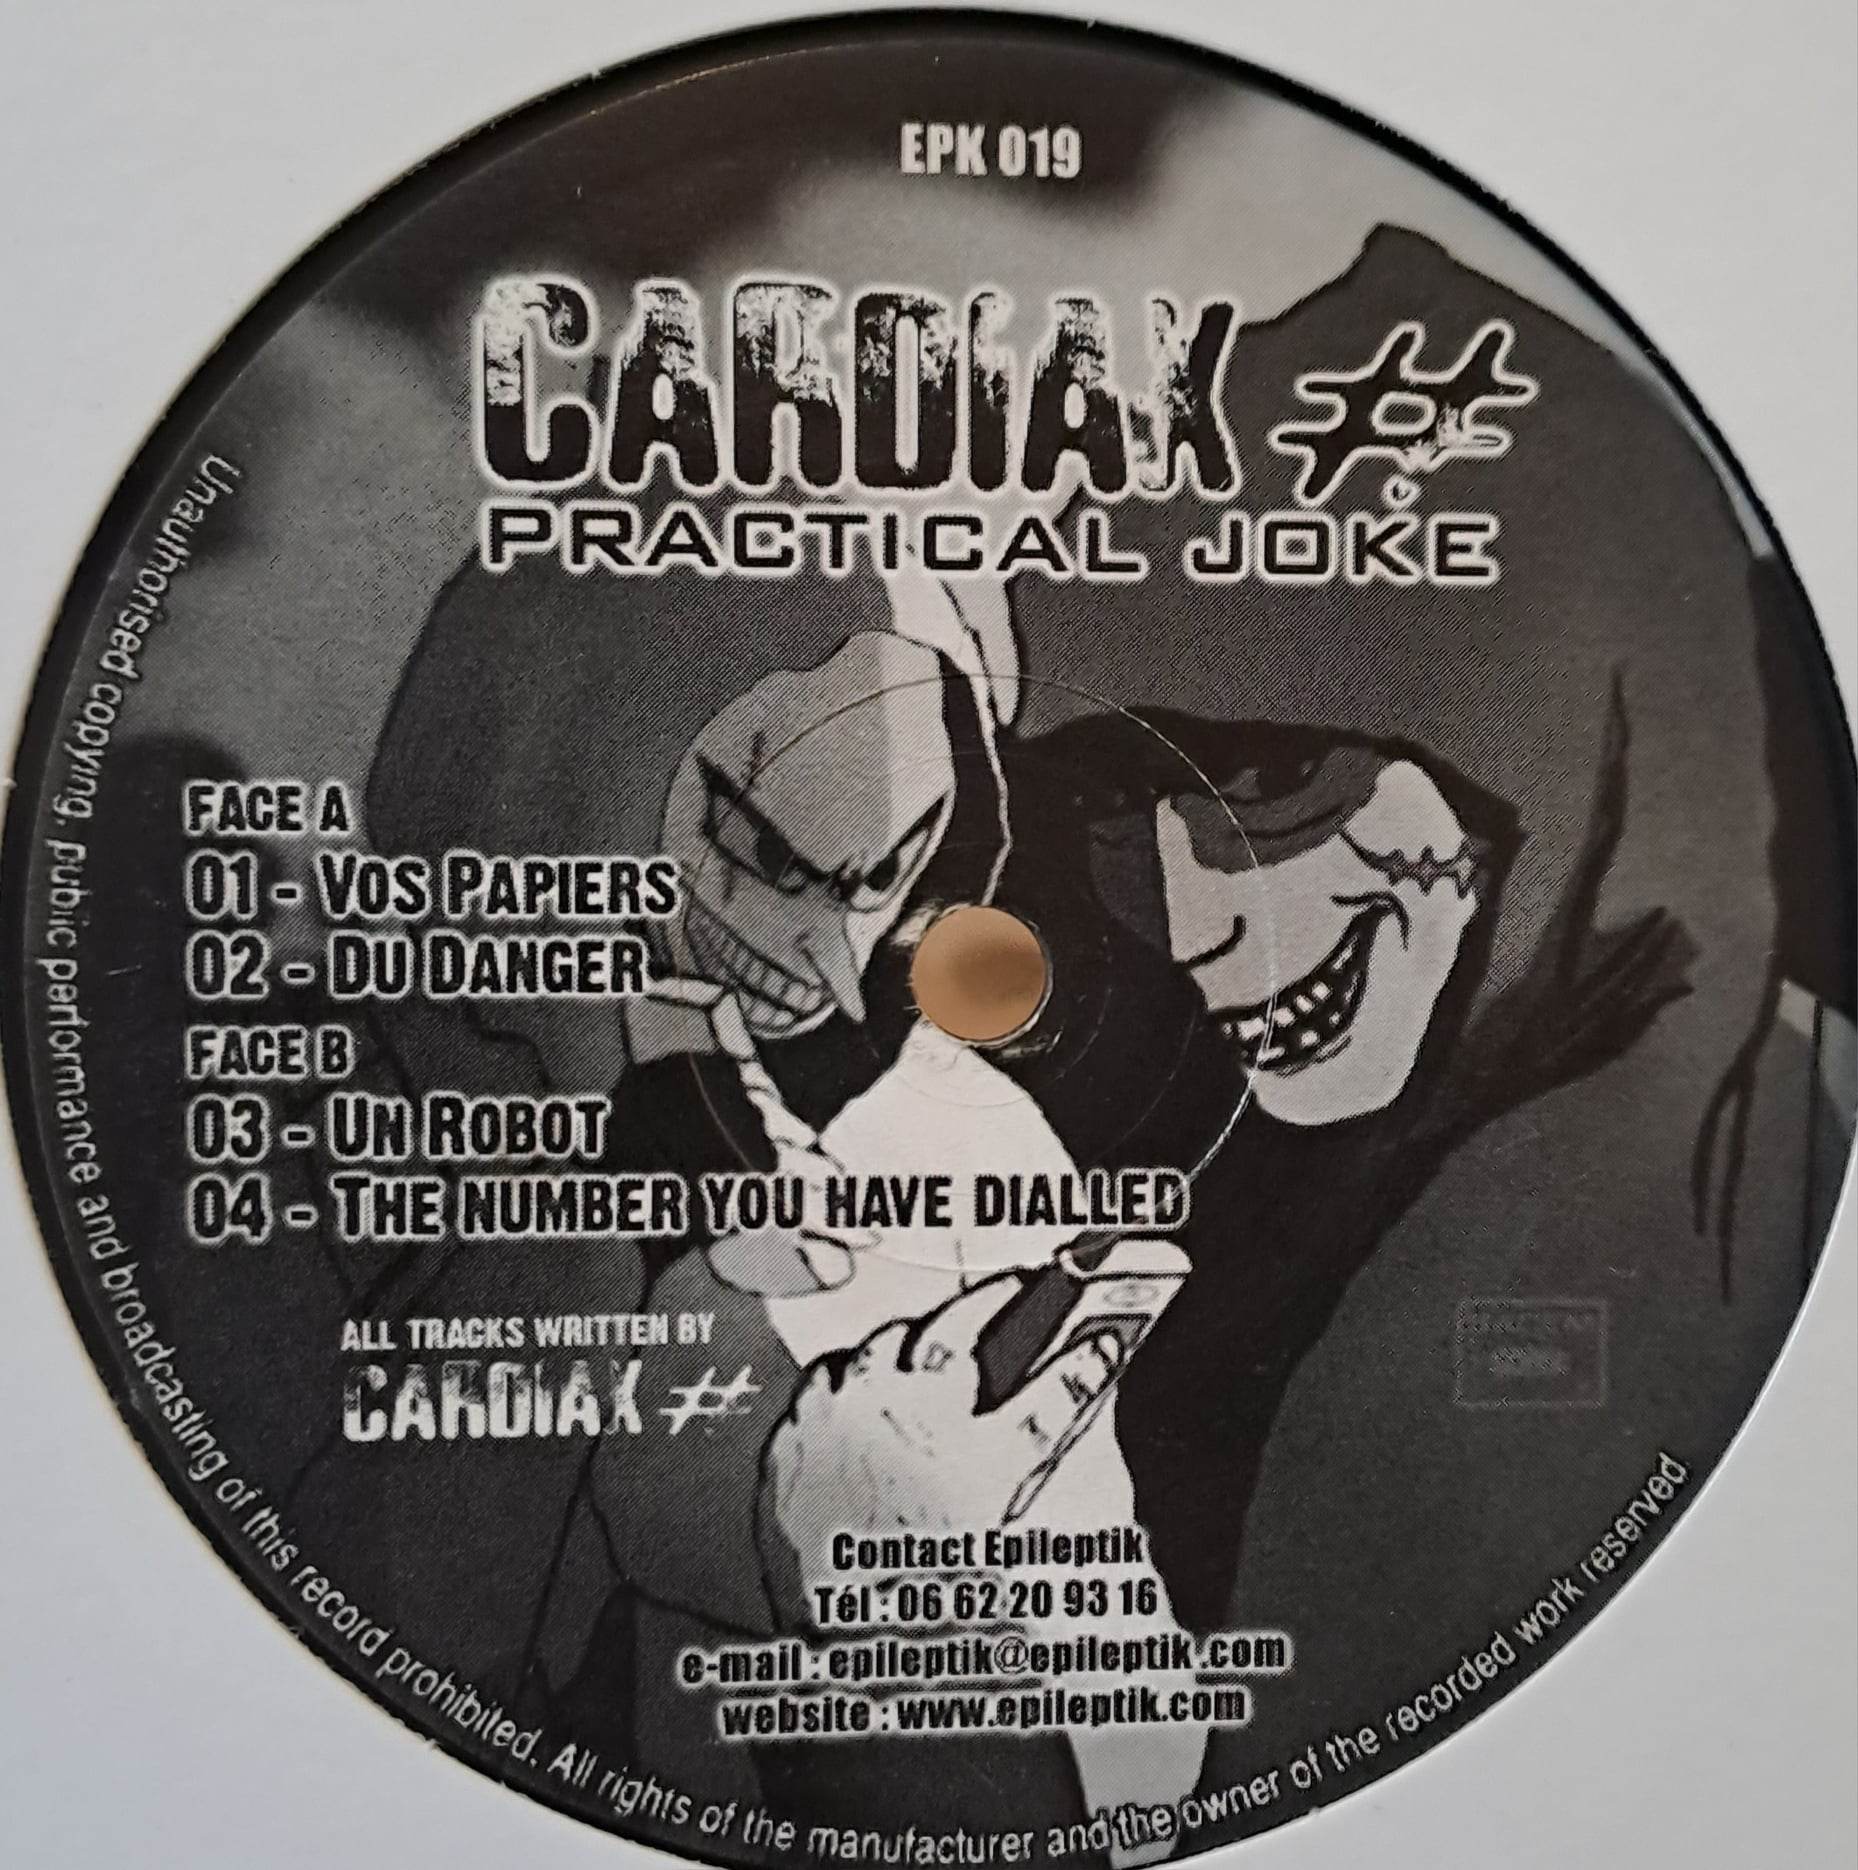 EPK 019
CARDIAX #
PRACTICAL JOKE
FACE A
01 - VOS PAPIERS
02 - DU DANGER
FACE B
03 - UN ROBOT
04 - THE NUMBER YOU HAVE DIALLED
ALL TRACKS WRITTEN BY
CARDIAX #
Contact Epileptik
Tél : 06 62 20 93 16
e-mail : epileptik@epileptik.com
website : www.epileptik.com
Unauthorised copying, public performance and broadcasting of this record prohibited. All rights of the manufacturer and the owner of the recorded work reserved